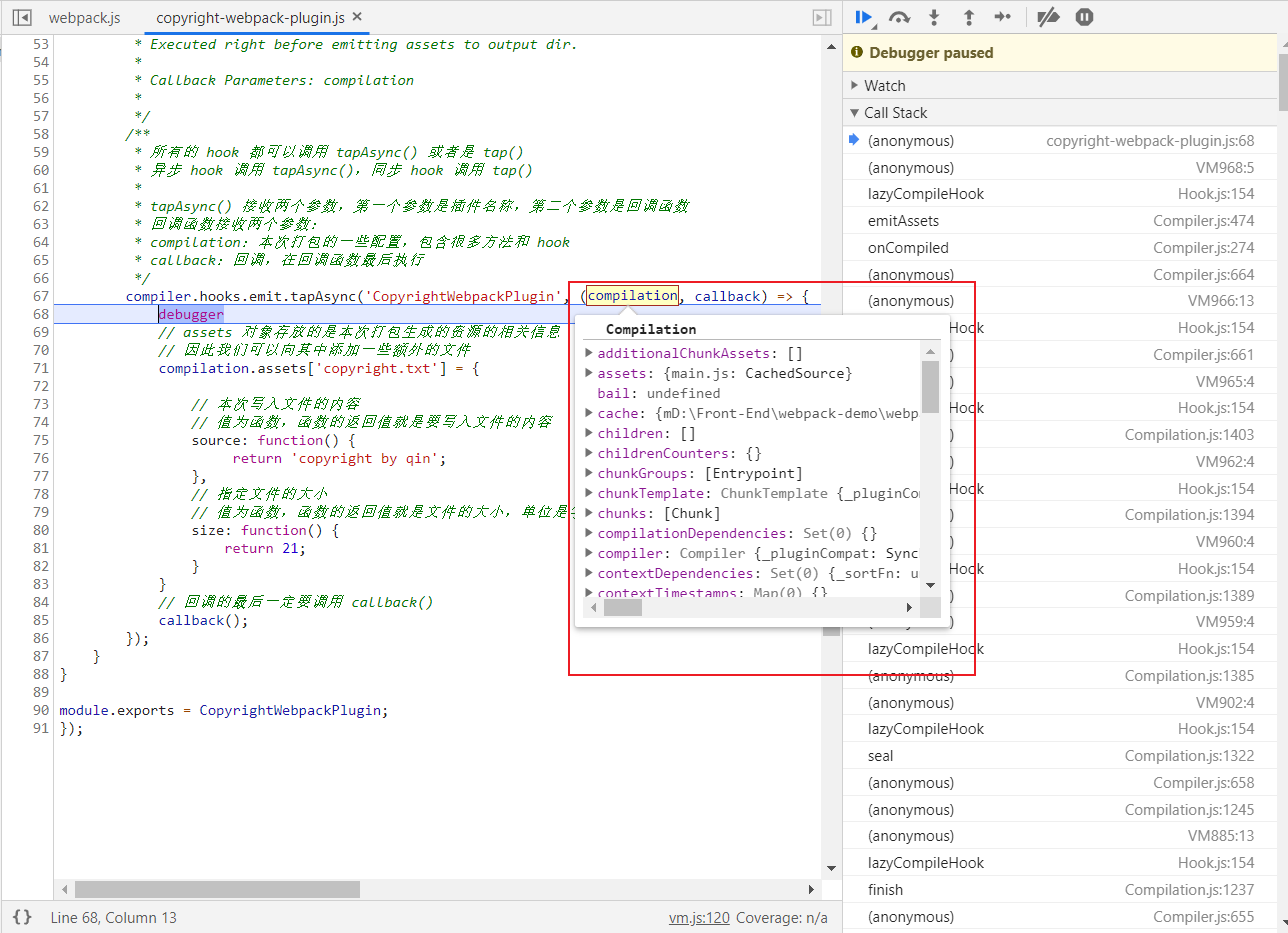 webpack.js
copyright-webpack-plugin.js ×
53 * Executed right before emitting assets to output dir.
54 *
55 * Callback Parameters: compilation
56 *
57 */
58 /**
59 * 所有的 hook 都可以调用 tapAsync() 或者是 tap()
60 * 异步 hook 调用 tapAsync()，同步 hook 调用 tap()
61 *
62 * tapAsync() 接收两个参数，第一个参数是插件名称，第二个参数是回调函数
63 * 回调函数接收两个参数：
64 * compilation: 本次打包的一些配置，包含很多方法和 hook
65 * callback: 回调，在回调函数最后执行
66 */
67 compiler.hooks.emit.tapAsync('CopyrightWebpackPlugin', (compilation, callback) => {
68 debugger
69 // assets 对象存放的是本次打包生成的资源的相关信息
70 // 因此我们可以向其中添加一些额外的文件
71 compilation.assets['copyright.txt'] = {
72
73 // 本次写入文件的内容
74 // 值为函数，函数的返回值就是要写入文件的内容
75 source: function() {
76 return 'copyright by qin';
77 },
78 // 指定文件的大小
79 // 值为函数，函数的返回值就是文件的大小，单位是
80 size: function() {
81 return 21;
82 }
83 }
84 // 回调的最后一定要调用 callback()
85 callback();
86 });
87 }
88 }
89
90 module.exports = CopyrightWebpackPlugin;
91 });
Compilation
additionalChunkAssets: []
assets: {main.js: CachedSource}
bail: undefined
cache: {mD:\Front-End\webpack-demo\webp
children: []
childrenCounters: {}
chunkGroups: [Entrypoint]
chunkTemplate: ChunkTemplate {_pluginCo
chunks: [Chunk]
compilationDependencies: Set(0) {}
compiler: Compiler {_pluginCompat: Sync
contextDependencies: Set(0) {_sortFn: u
contextTimestamps: Map(0) {}
{} Line 68, Column 13
vm.js:120 Coverage: n/a
Debugger paused
Watch
Call Stack
(anonymous) copyright-webpack-plugin.js:68
(anonymous) VM968:5
lazyCompileHook Hook.js:154
emitAssets Compiler.js:474
onCompiled Compiler.js:274
(anonymous) Compiler.js:664
(anonymous) VM966:13
Hook Hook.js:154
) Compiler.js:661
) VM965:4
Hook Hook.js:154
) Compilation.js:1403
) VM962:4
Hook Hook.js:154
) Compilation.js:1394
) VM960:4
Hook Hook.js:154
) Compilation.js:1389
) VM959:4
lazyCompileHook Hook.js:154
(anonymous) Compilation.js:1385
(anonymous) VM902:4
lazyCompileHook Hook.js:154
seal Compilation.js:1322
(anonymous) Compiler.js:658
(anonymous) Compilation.js:1245
(anonymous) VM885:13
lazyCompileHook Hook.js:154
finish Compilation.js:1237
(anonymous) Compiler.js:655